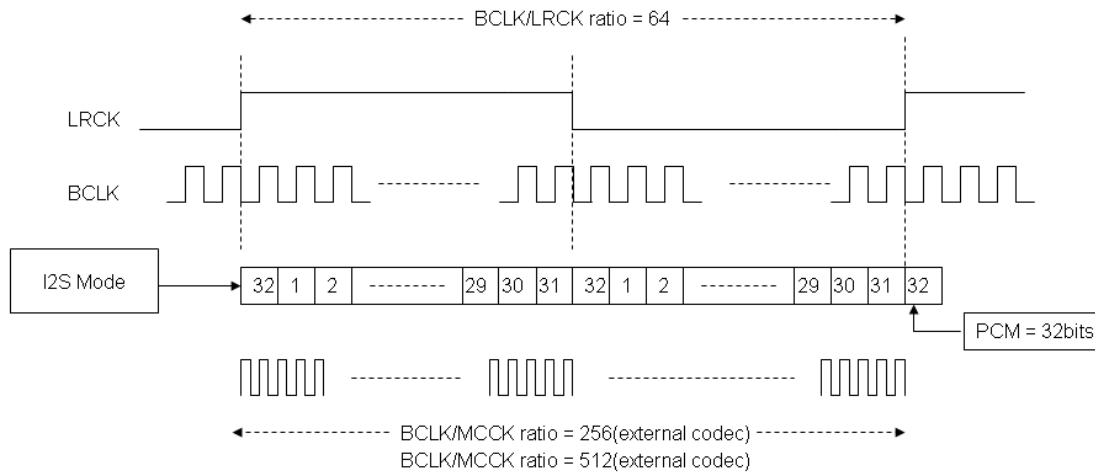 BCLK/LRCK ratio = 64
LRCK
BCLK
I2S Mode
32 1 2 29 30 31 32 1 2 29 30 31 32
PCM = 32bits
BCLK/MCCK ratio = 256(external codec)
BCLK/MCCK ratio = 512(external codec)